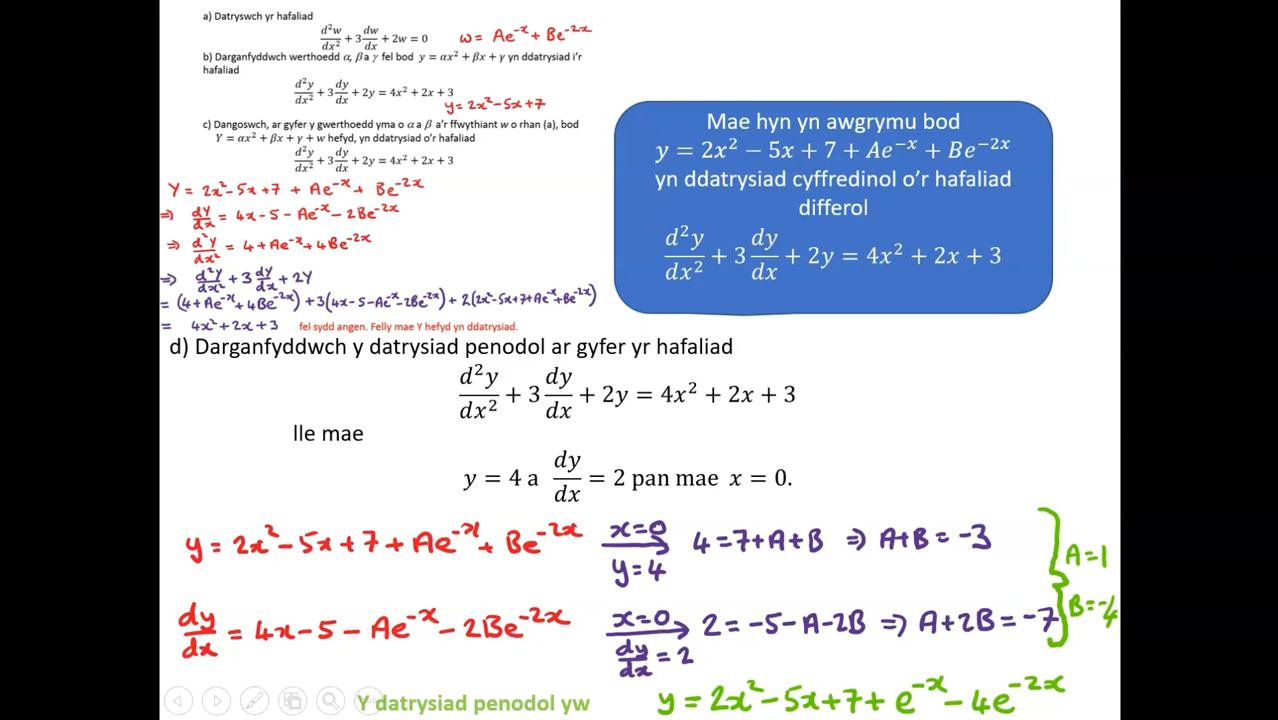 a) Datryswch yr hafaliad
d²w/dx² + 3 dw/dx + 2w = 0
w = Ae⁻ˣ + Be⁻²ˣ
b) Darganfyddwch werthoedd α, β a γ fel bod y = αx² + βx + γ yn ddatrysiad i'r
hafaliad
d²y/dx² + 3 dy/dx + 2y = 4x² + 2x + 3
y = 2x² - 5x + 7
c) Dangoswch, ar gyfer y gwerthoedd yma o α a β a'r ffwythiant w o rhan (a), bod
Y = αx² + βx + γ + w hefyd, yn ddatrysiad o'r hafaliad
d²y/dx² + 3 dy/dx + 2y = 4x² + 2x + 3
Y = 2x² - 5x + 7 + Ae⁻ˣ + Be⁻²ˣ
⇒ dY/dx = 4x - 5 - Ae⁻ˣ - 2Be⁻²ˣ
⇒ d²Y/dx² = 4 + Ae⁻ˣ + 4Be⁻²ˣ
⇒ d²Y/dx² + 3 dY/dx + 2Y
= (4 + Ae⁻ˣ + 4Be⁻²ˣ) + 3(4x - 5 - Ae⁻ˣ - 2Be⁻²ˣ) + 2(2x² - 5x + 7 + Ae⁻ˣ + Be⁻²ˣ)
= 4x² + 2x + 3 fel sydd angen. Felly mae Y hefyd yn ddatrysiad.
Mae hyn yn awgrymu bod
y = 2x² − 5x + 7 + Ae⁻ˣ + Be⁻²ˣ
yn ddatrysiad cyffredinol o'r hafaliad
differol
d²y/dx² + 3 dy/dx + 2y = 4x² + 2x + 3
d) Darganfyddwch y datrysiad penodol ar gyfer yr hafaliad
d²y/dx² + 3 dy/dx + 2y = 4x² + 2x + 3
lle mae
y = 4 a dy/dx = 2 pan mae x = 0.
y = 2x² - 5x + 7 + Ae⁻ˣ + Be⁻²ˣ
x=0
y=4
4 = 7 + A + B ⇒ A + B = -3
dy/dx = 4x - 5 - Ae⁻ˣ - 2Be⁻²ˣ
x=0
dy/dx = 2
2 = -5 - A - 2B ⇒ A + 2B = -7
A = 1
B = -4
Y datrysiad penodol yw
y = 2x² - 5x + 7 + e⁻ˣ - 4e⁻²ˣ